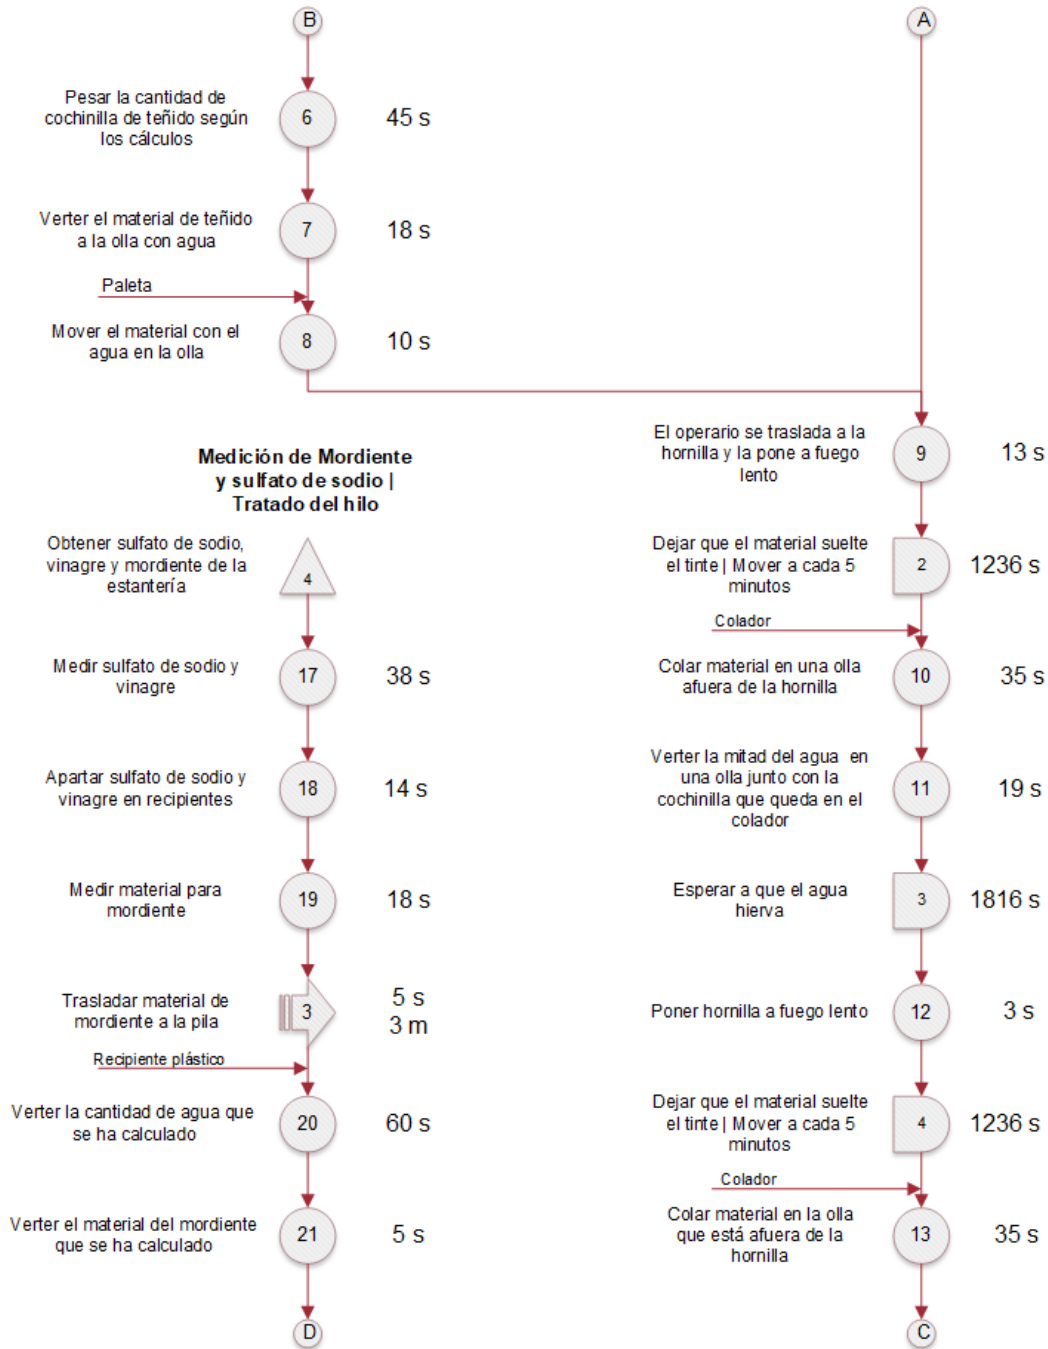 B
A
Pesar la cantidad de
cochinilla de teñido según
los cálculos
6
45 s
Verter el material de teñido
a la olla con agua
7
18 s
Paleta
Mover el material con el
agua en la olla
8
10 s
El operario se traslada a la
hornilla y la pone a fuego
lento
9
13 s
Dejar que el material suelte
el tinte | Mover a cada 5
minutos
2
1236 s
Colador
Colar material en una olla
afuera de la hornilla
10
35 s
Verter la mitad del agua en
una olla junto con la
cochinilla que queda en el
colador
11
19 s
Esperar a que el agua
hierva
3
1816 s
Poner hornilla a fuego lento
12
3 s
Dejar que el material suelte
el tinte | Mover a cada 5
minutos
4
1236 s
Colador
Colar material en la olla
que está afuera de la
hornilla
13
35 s
C
Medición de Mordiente
y sulfato de sodio |
Tratado del hilo
Obtener sulfato de sodio,
vinagre y mordiente de la
estantería
4
Medir sulfato de sodio y
vinagre
17
38 s
Apartar sulfato de sodio y
vinagre en recipientes
18
14 s
Medir material para
mordiente
19
18 s
Trasladar material de
mordiente a la pila
3
5 s
3 m
Recipiente plástico
Verter la cantidad de agua que
se ha calculado
20
60 s
Verter el material del mordiente
que se ha calculado
21
5 s
D